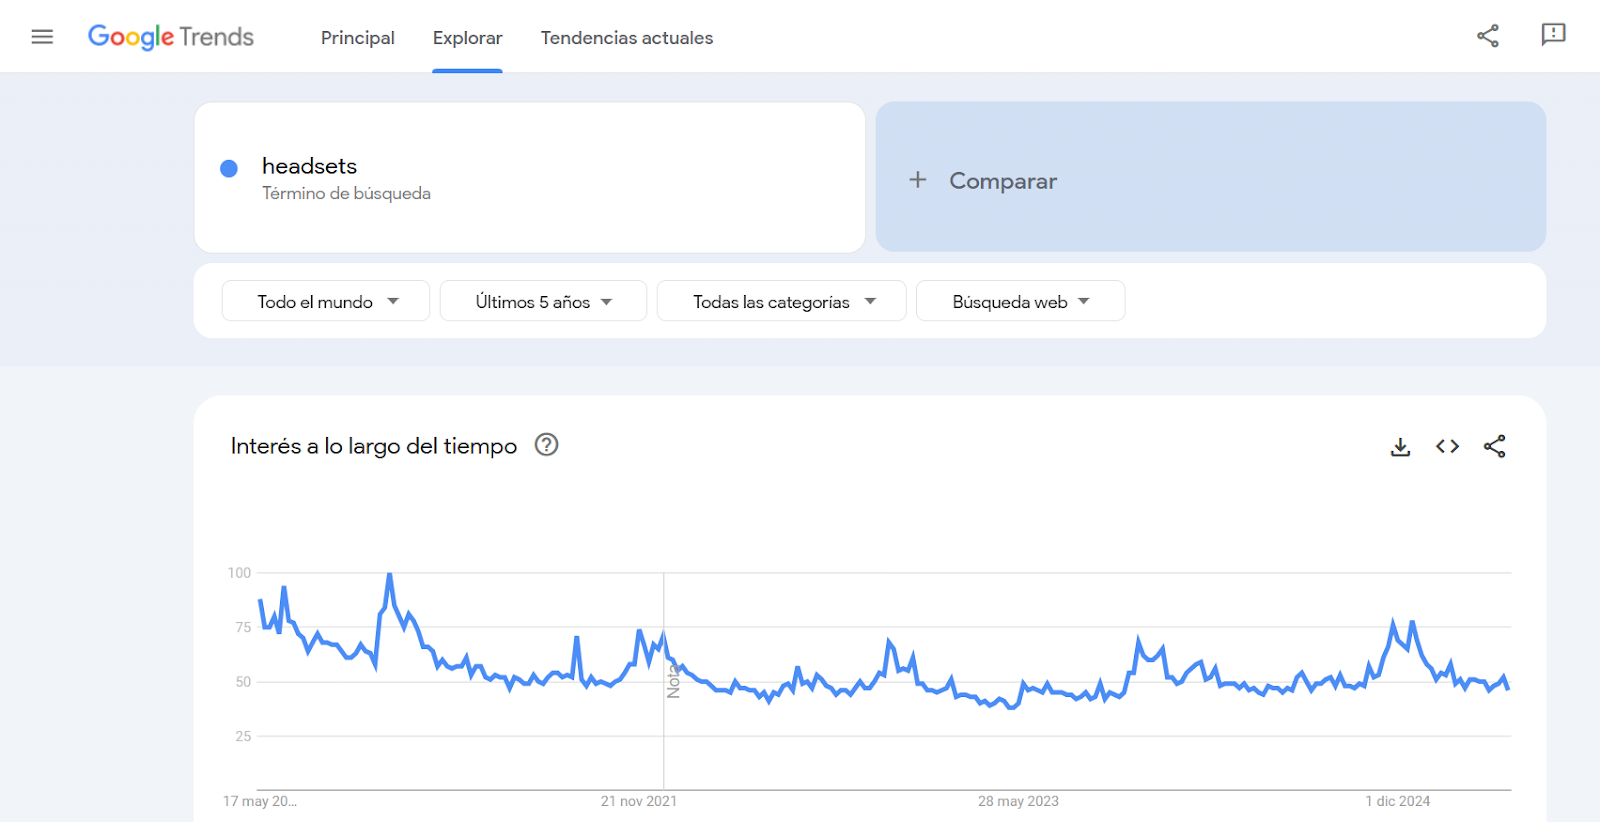 Google Trends Principal Explorar Tendencias actuales
headsets
Término de búsqueda
+ Comparar
Todo el mundo Últimos 5 años Todas las categorías Búsqueda web
Interés a lo largo del tiempo
100
75
50
25
Nota
17 may 20... 21 nov 2021 28 may 2023 1 dic 2024